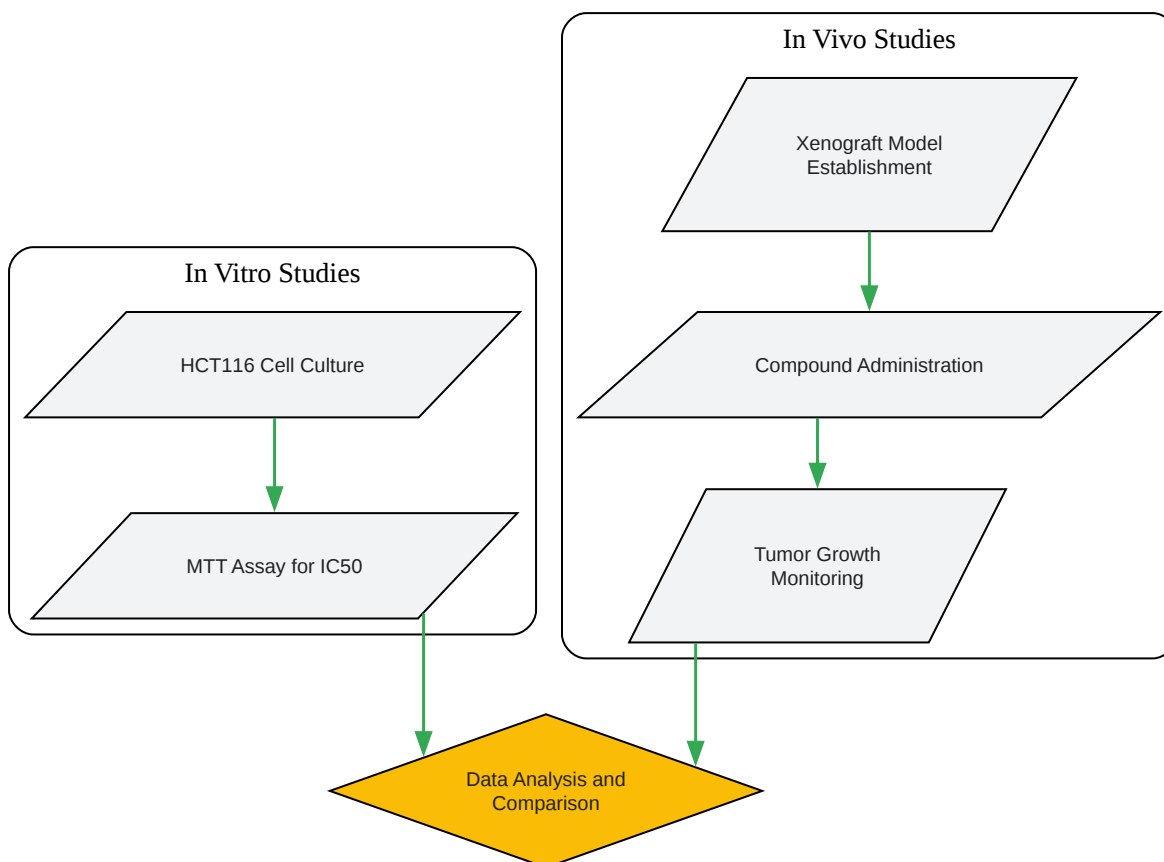 In Vivo Studies
Xenograft Model
Establishment
In Vitro Studies
HCT116 Cell Culture
Compound Administration
MTT Assay for IC50
Tumor Growth
Monitoring
Data Analysis and
Comparison